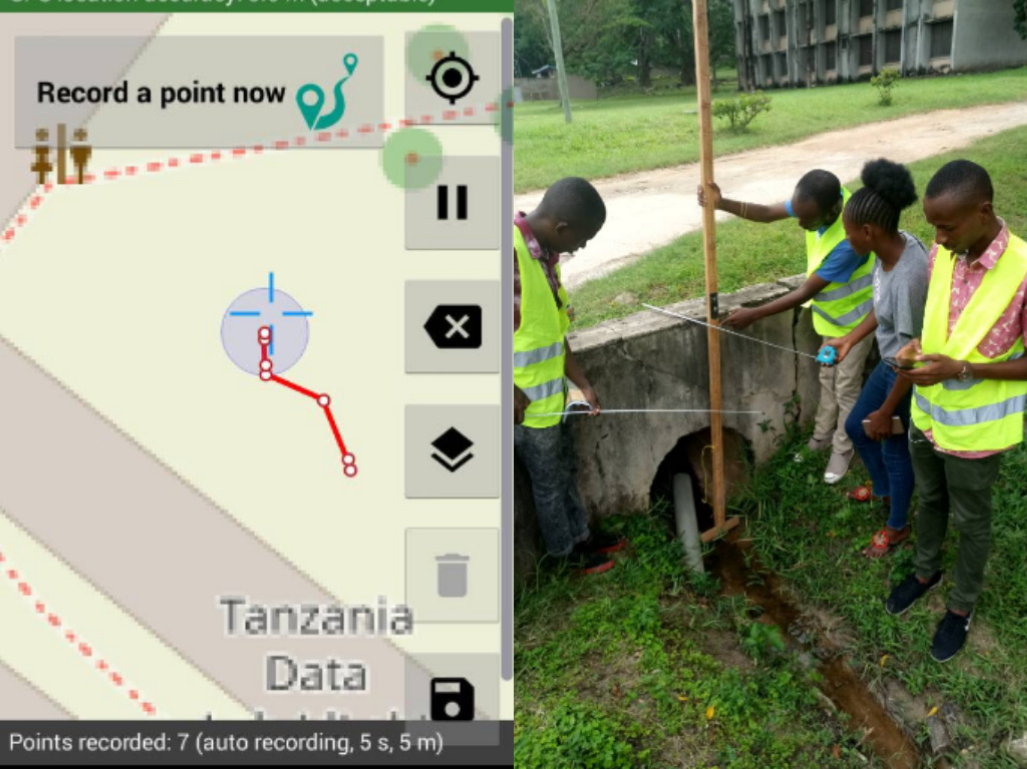 Record a point now
Tanzania
Data
Points recorded: 7 (auto recording, 5 s, 5 m)